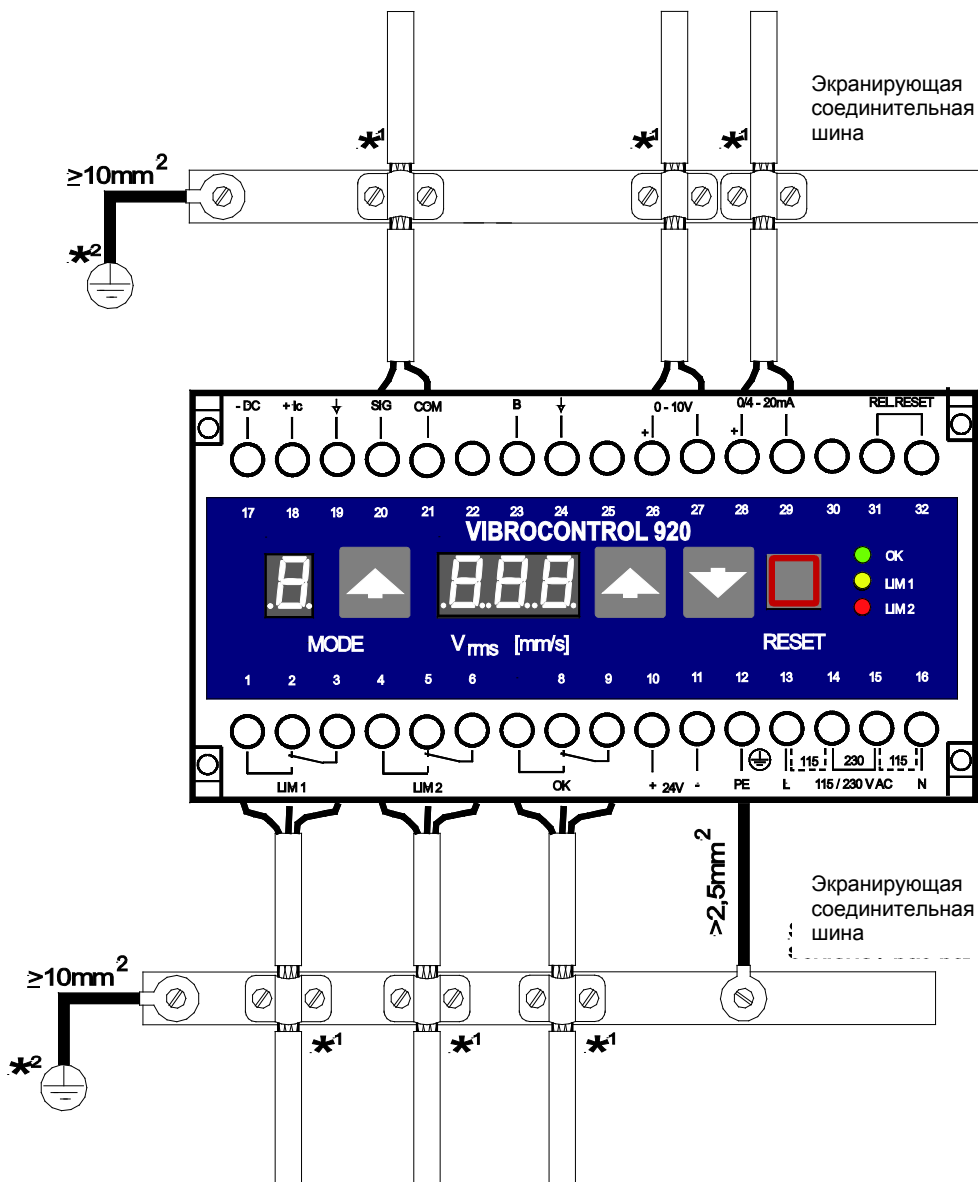 Экранирующая
соединительная
шина
*1 *1 *1
≥10mm2
*2
- DC +Ic SIG COM B 0 - 10V 0/4 - 20mA REL.RESET
+ +
17 18 19 20 21 22 23 24 25 26 27 28 29 30 31 32
VIBROCONTROL 920
8. 8.8.8. OK
LIM 1
LIM 2
MODE Vrms [mm/s] RESET
1 2 3 4 5 6 8 9 10 11 12 13 14 15 16
115 230 115
LIM 1 LIM 2 OK + 24V - PE L 115 / 230 V AC N
>2,5mm2
Экранирующая
соединительная
шина
≥10mm2
*1 *1 *1
*2